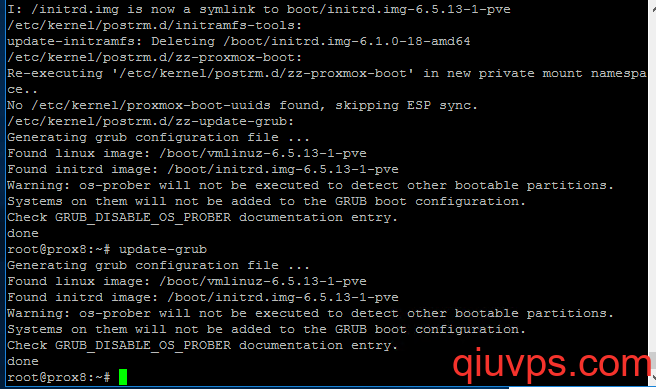 I: /initrd.img is now a symlink to boot/initrd.img-6.5.13-1-pve
/etc/kernel/postrm.d/initramfs-tools:
update-initramfs: Deleting /boot/initrd.img-6.1.0-18-amd64
/etc/kernel/postrm.d/zz-proxmox-boot:
Re-executing '/etc/kernel/postrm.d/zz-proxmox-boot' in new private mount namespa
ce..
No /etc/kernel/proxmox-boot-uuids found, skipping ESP sync.
/etc/kernel/postrm.d/zz-update-grub:
Generating grub configuration file ...
Found linux image: /boot/vmlinuz-6.5.13-1-pve
Found initrd image: /boot/initrd.img-6.5.13-1-pve
Warning: os-prober will not be executed to detect other bootable partitions.
Systems on them will not be added to the GRUB boot configuration.
Check GRUB_DISABLE_OS_PROBER documentation entry.
done
root@prox8:~# update-grub
Generating grub configuration file ...
Found linux image: /boot/vmlinuz-6.5.13-1-pve
Found initrd image: /boot/initrd.img-6.5.13-1-pve
Warning: os-prober will not be executed to detect other bootable partitions.
Systems on them will not be added to the GRUB boot configuration.
Check GRUB_DISABLE_OS_PROBER documentation entry.
done
root@prox8:~#
qiuvps.com